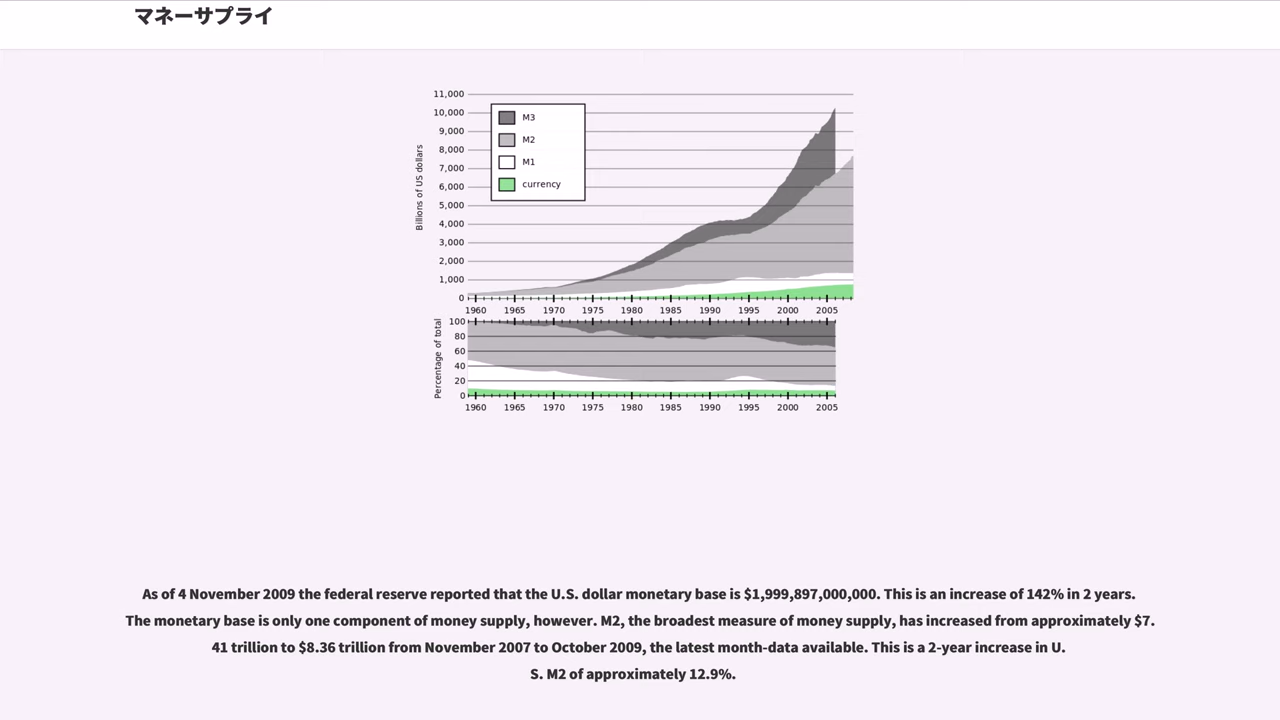 マネーサプライ
11,000
10,000
9,000
8,000
7,000
6,000
5,000
4,000
3,000
2,000
1,000
0
Billions of US dollars
M3
M2
M1
currency
1960 1965 1970 1975 1980 1985 1990 1995 2000 2005
100
80
60
40
20
0
Percentage of total
1960 1965 1970 1975 1980 1985 1990 1995 2000 2005
As of 4 November 2009 the federal reserve reported that the U.S. dollar monetary base is $1,999,897,000,000. This is an increase of 142% in 2 years.
The monetary base is only one component of money supply, however. M2, the broadest measure of money supply, has increased from approximately $7.
41 trillion to $8.36 trillion from November 2007 to October 2009, the latest month-data available. This is a 2-year increase in U.
S. M2 of approximately 12.9%.